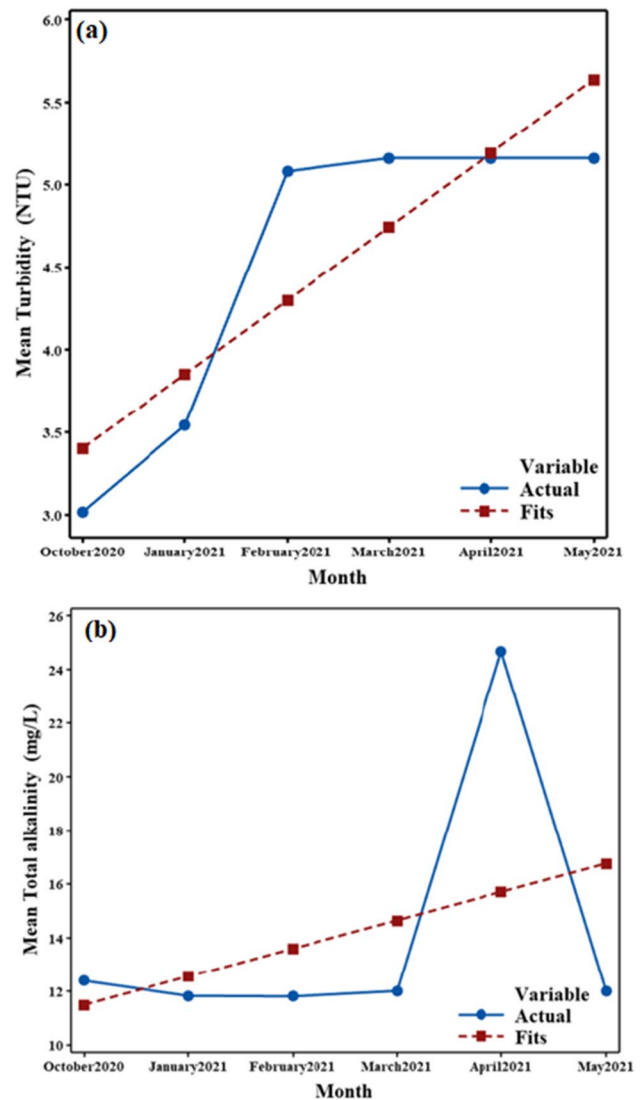 (a)
6.0
5.5
5.0
4.5
4.0
3.5
3.0
Mean Turbidity (NTU)
Variable
Actual
Fits
October2020 January2021 February2021 March2021 April2021 May2021
Month
(b)
26
24
22
20
18
16
14
12
10
Mean Total alkalinity (mg/L)
Variable
Actual
Fits
October2020 January2021 February2021 March2021 April2021 May2021
Month